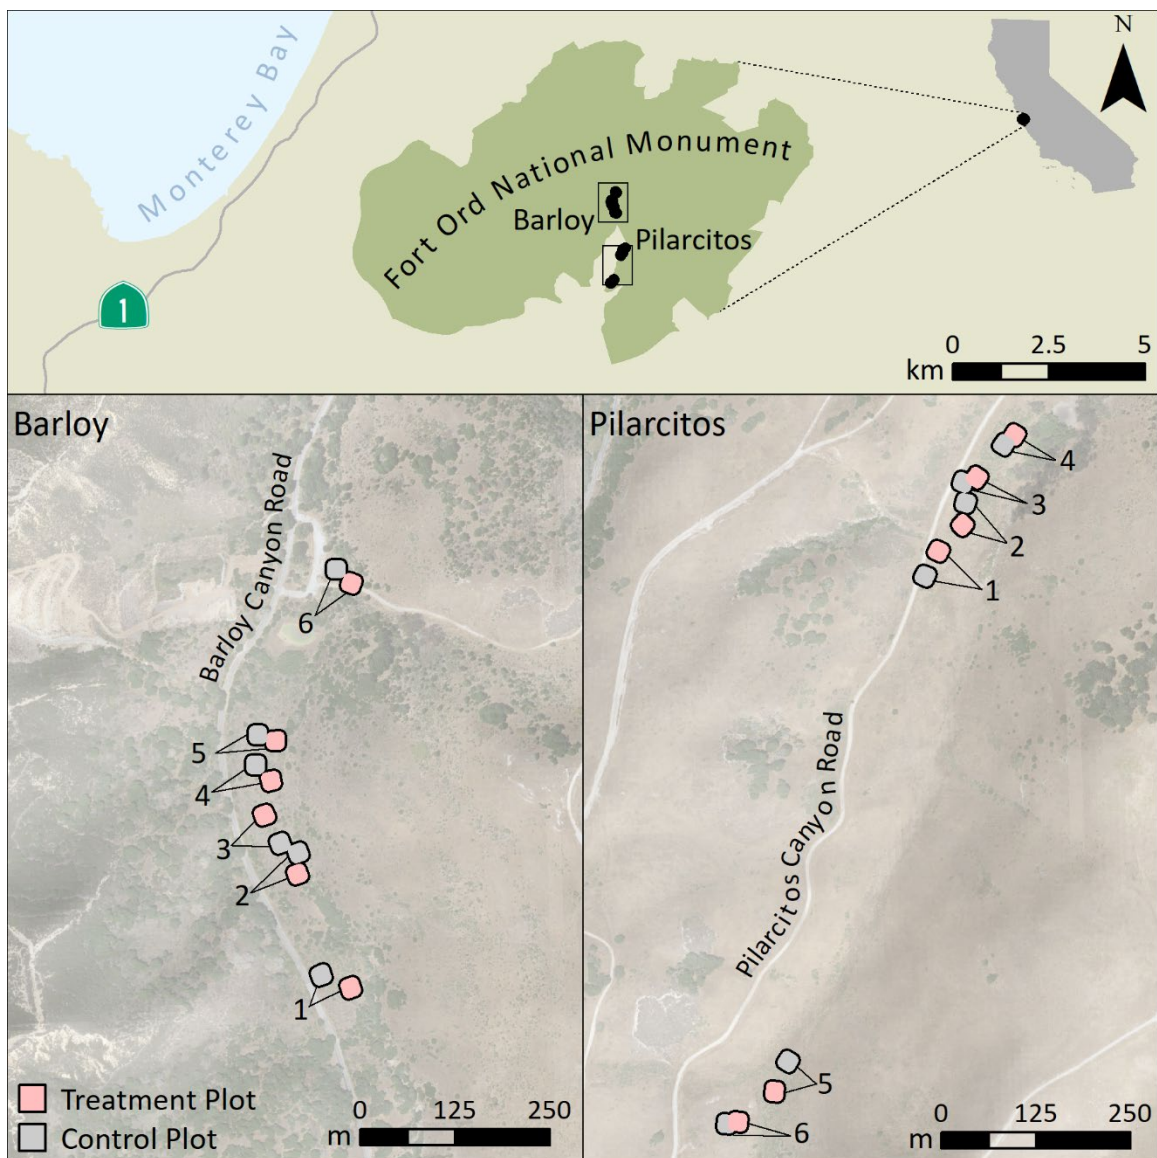 N
Monterey Bay
Fort Ord National Monument
Barloy
Pilarcitos
1
0 2.5 5
km
Barloy
Barloy Canyon Road
6
5
4
3
2
1
Treatment Plot
Control Plot
0 125 250
m
Pilarcitos
4
3
2
1
Pilarcitos Canyon Road
5
6
0 125 250
m